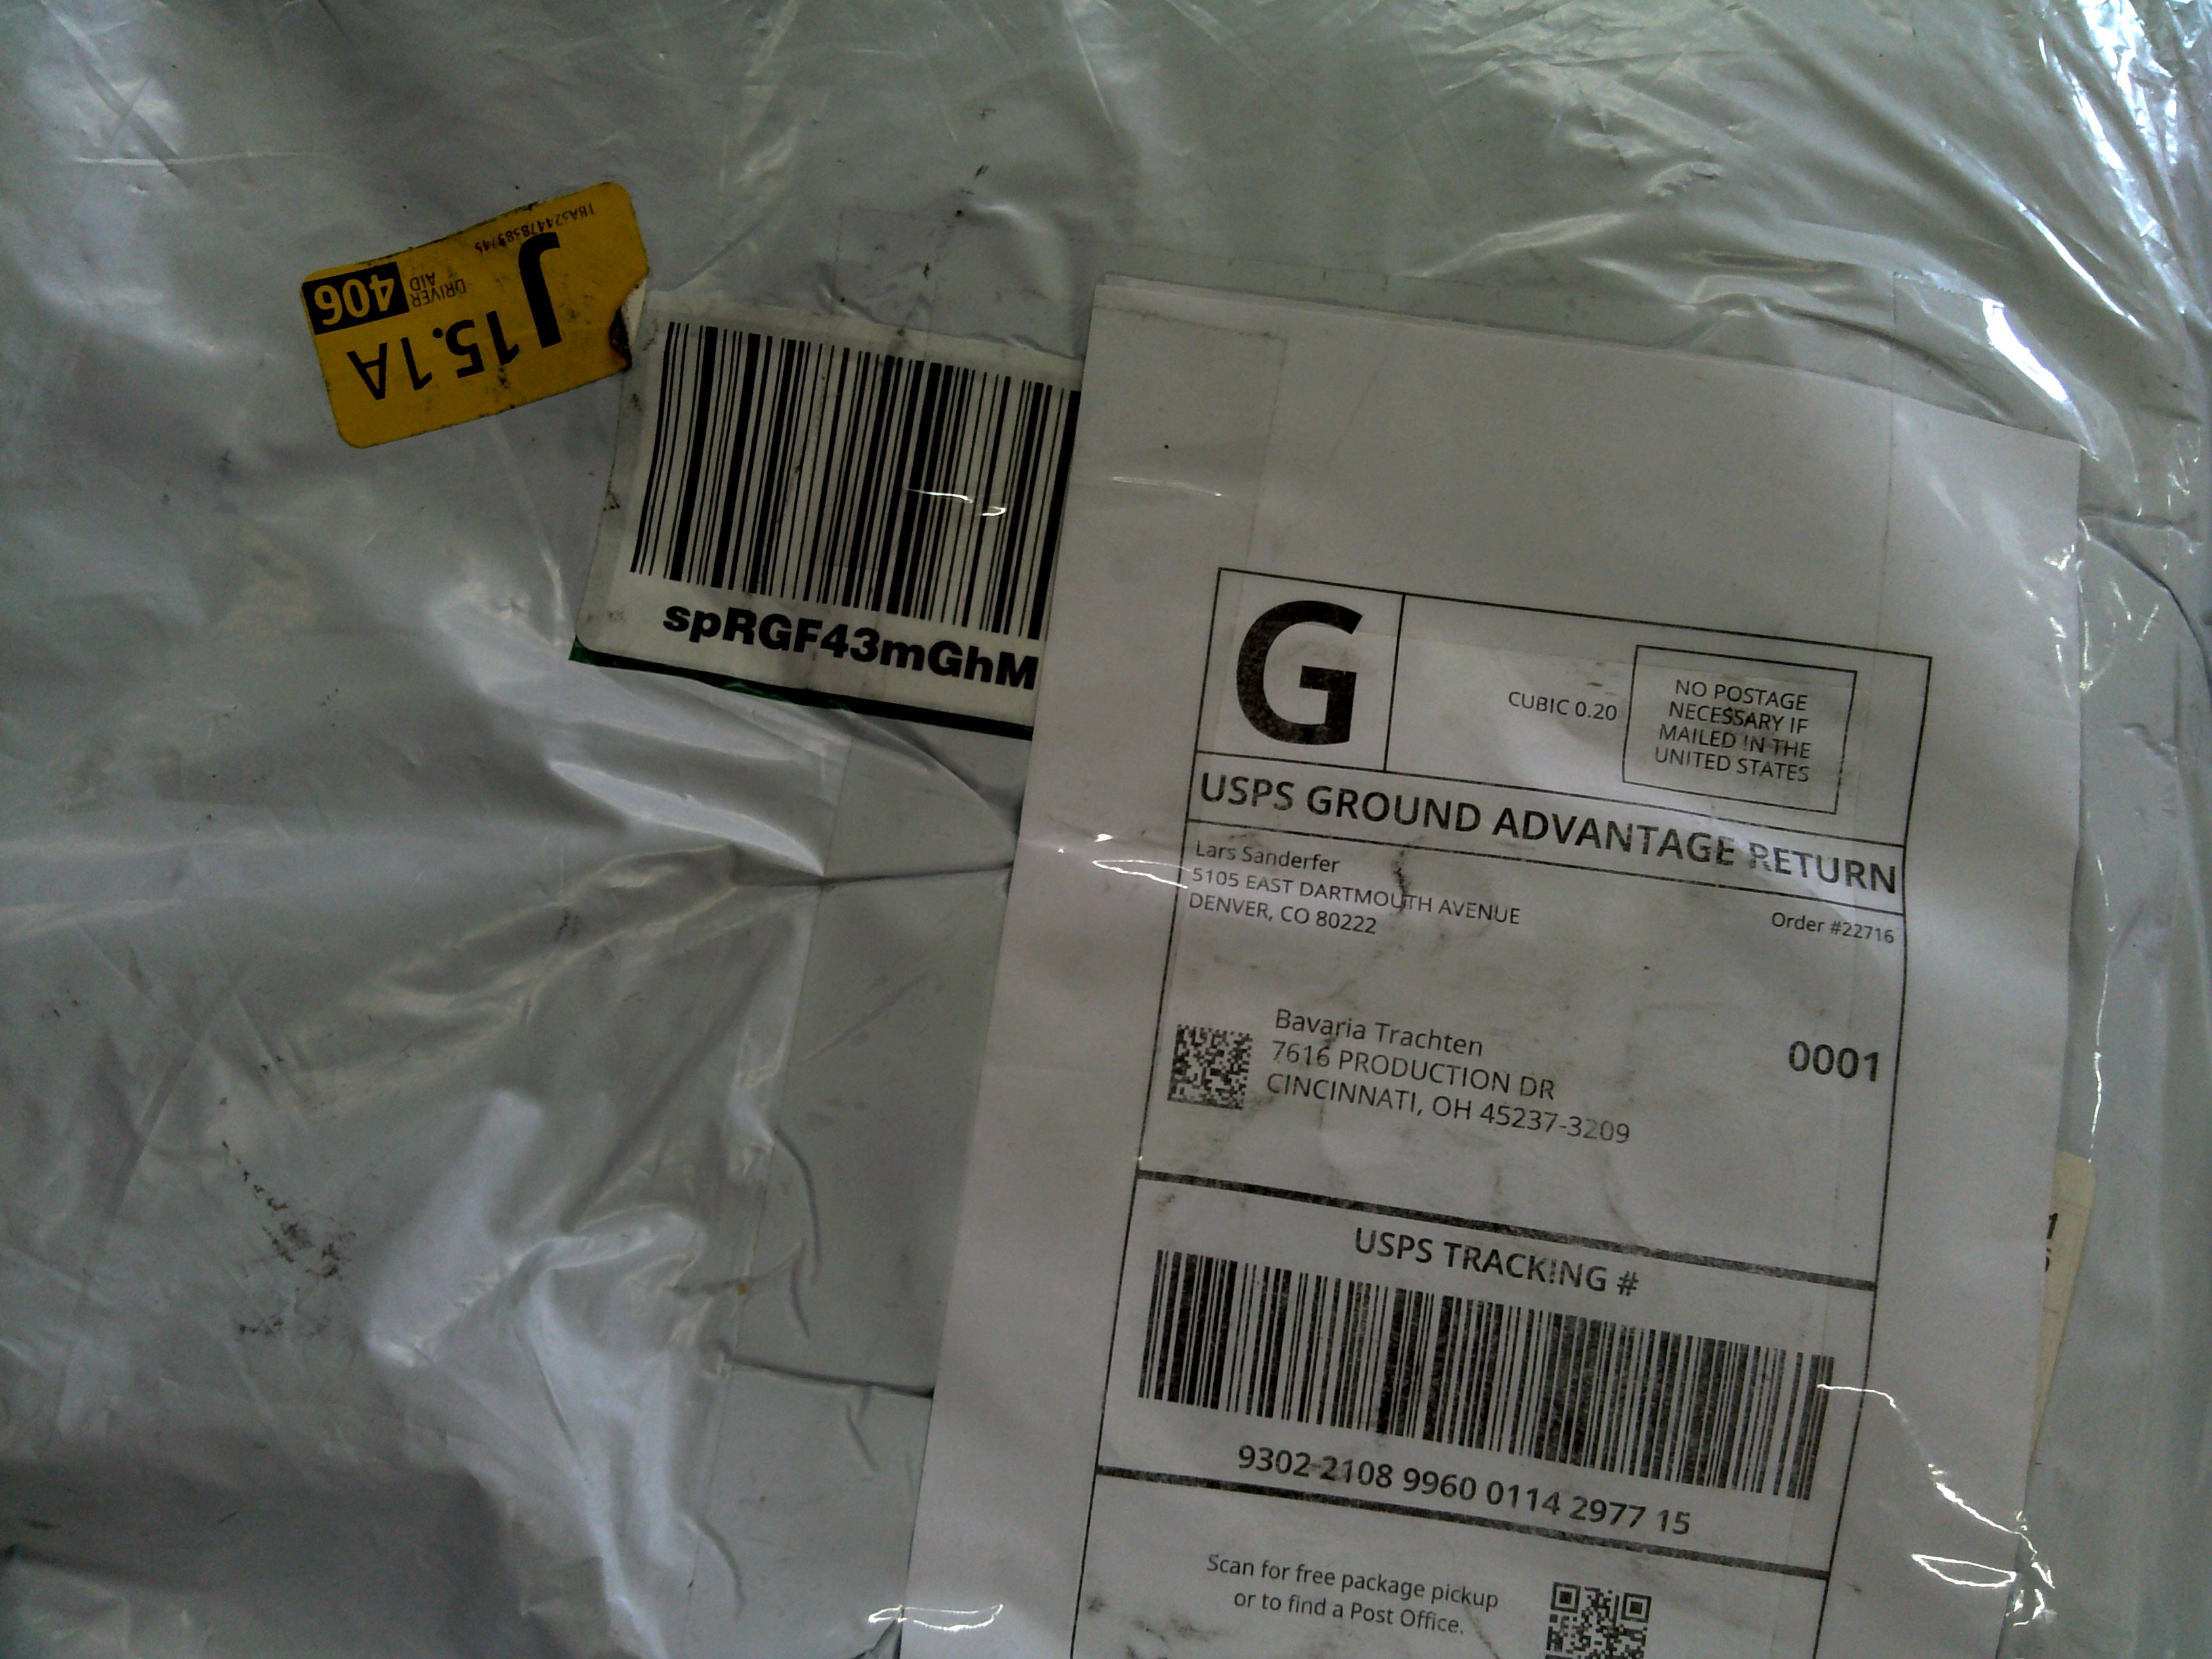 J15.1A
DRIVER
AID
406
spRGF43mGhM
G
CUBIC 0.20
NO POSTAGE
NECESSARY IF
MAILED IN THE
UNITED STATES
USPS GROUND ADVANTAGE RETURN
Lars Sanderfer
5105 EAST DARTMOUTH AVENUE
DENVER, CO 80222
Order #22716
Bavaria Trachten
7616 PRODUCTION DR
CINCINNATI, OH 45237-3209
0001
USPS TRACKING #
9302 2108 9960 0114 2977 15
Scan for free package pickup
or to find a Post Office.